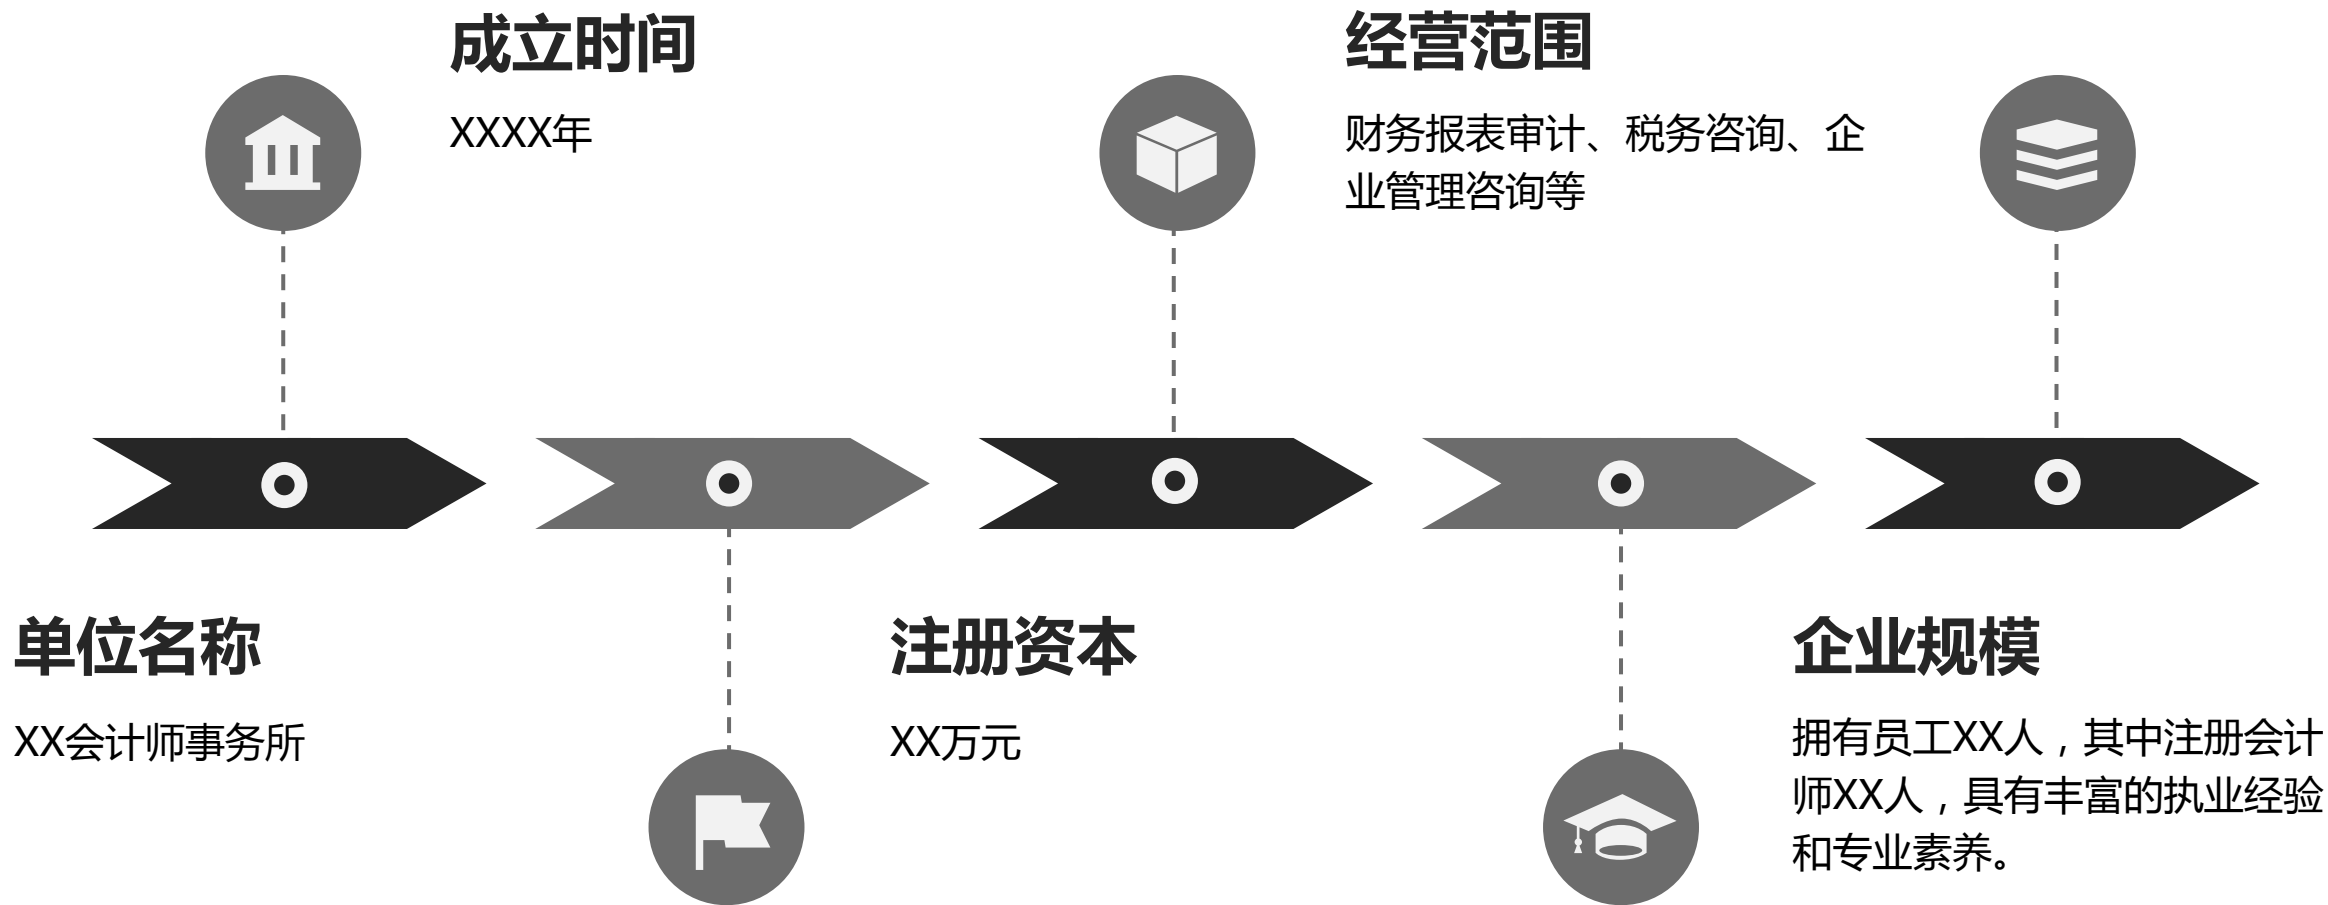 单位名称
XX会计师事务所
成立时间
XXXX年
注册资本
XX万元
经营范围
财务报表审计、税务咨询、企
业管理咨询等
企业规模
拥有员工XX人，其中注册会计
师XX人，具有丰富的执业经验
和专业素养。